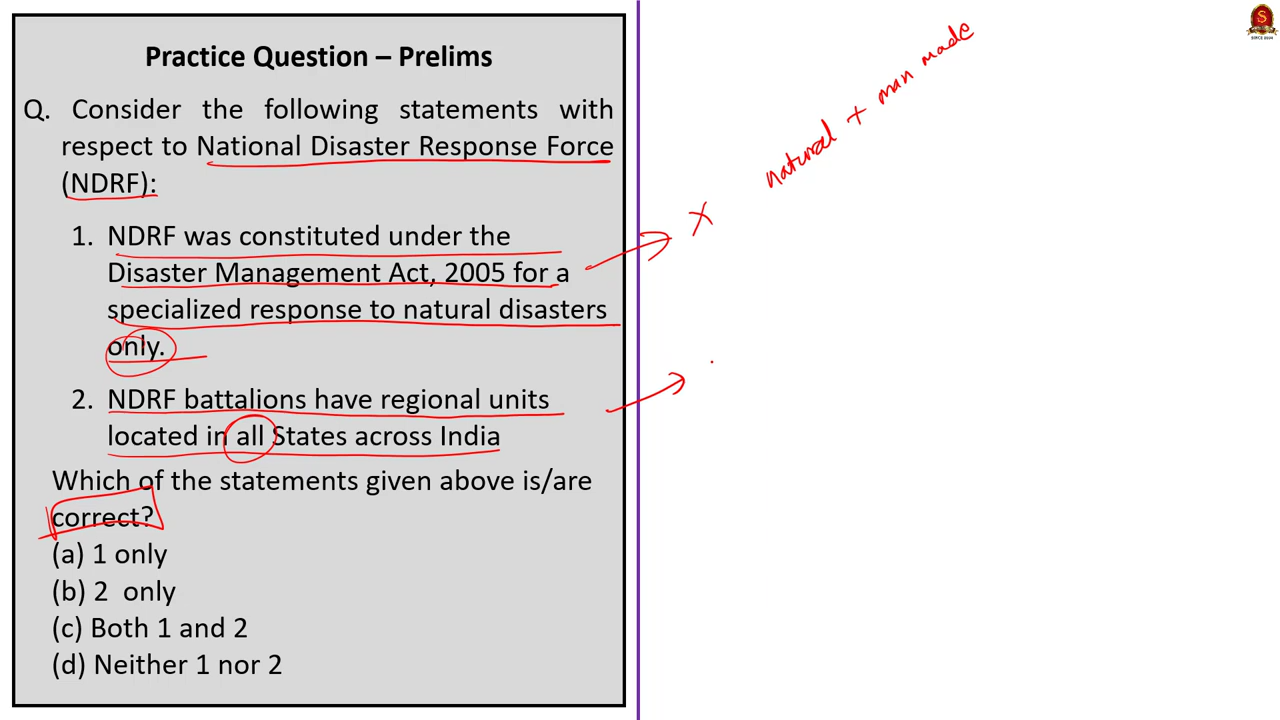 Practice Question – Prelims
Q. Consider the following statements with
respect to National Disaster Response Force
(NDRF):
1. NDRF was constituted under the
Disaster Management Act, 2005 for a
specialized response to natural disasters
only.
2. NDRF battalions have regional units
located in all States across India
Which of the statements given above is/are
correct?
(a) 1 only
(b) 2 only
(c) Both 1 and 2
(d) Neither 1 nor 2
natural + man made
X
S
SINCE 2004